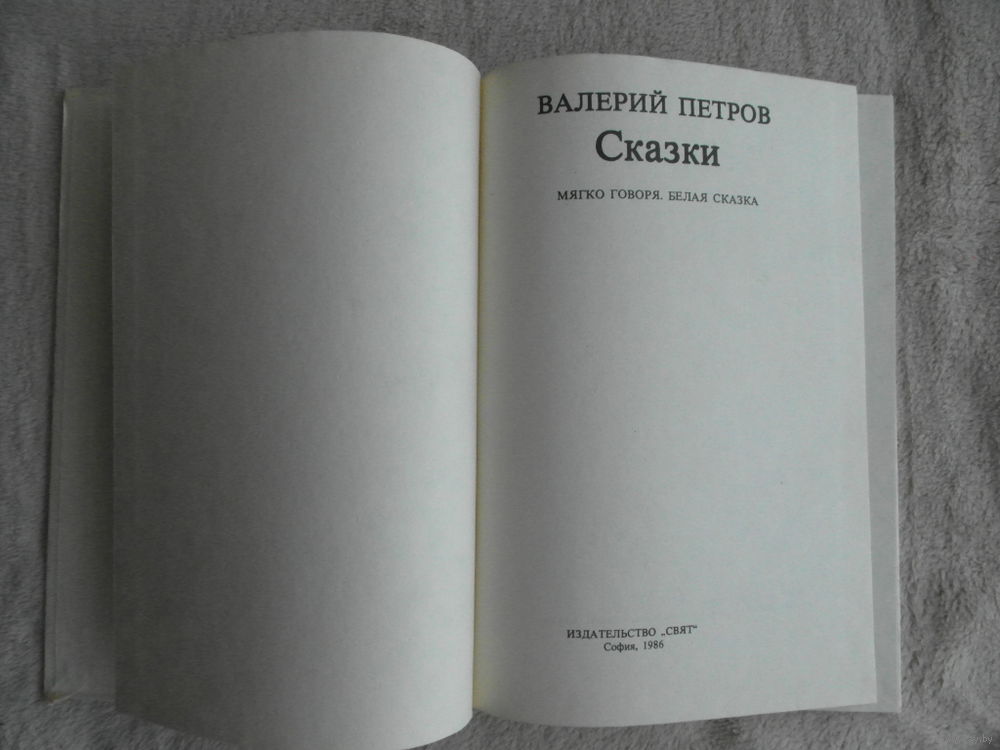 ВАЛЕРИЙ ПЕТРОВ
Сказки
МЯГКО ГОВОРЯ. БЕЛАЯ СКАЗКА
ИЗДАТЕЛЬСТВО „СВЯТ“
София, 1986